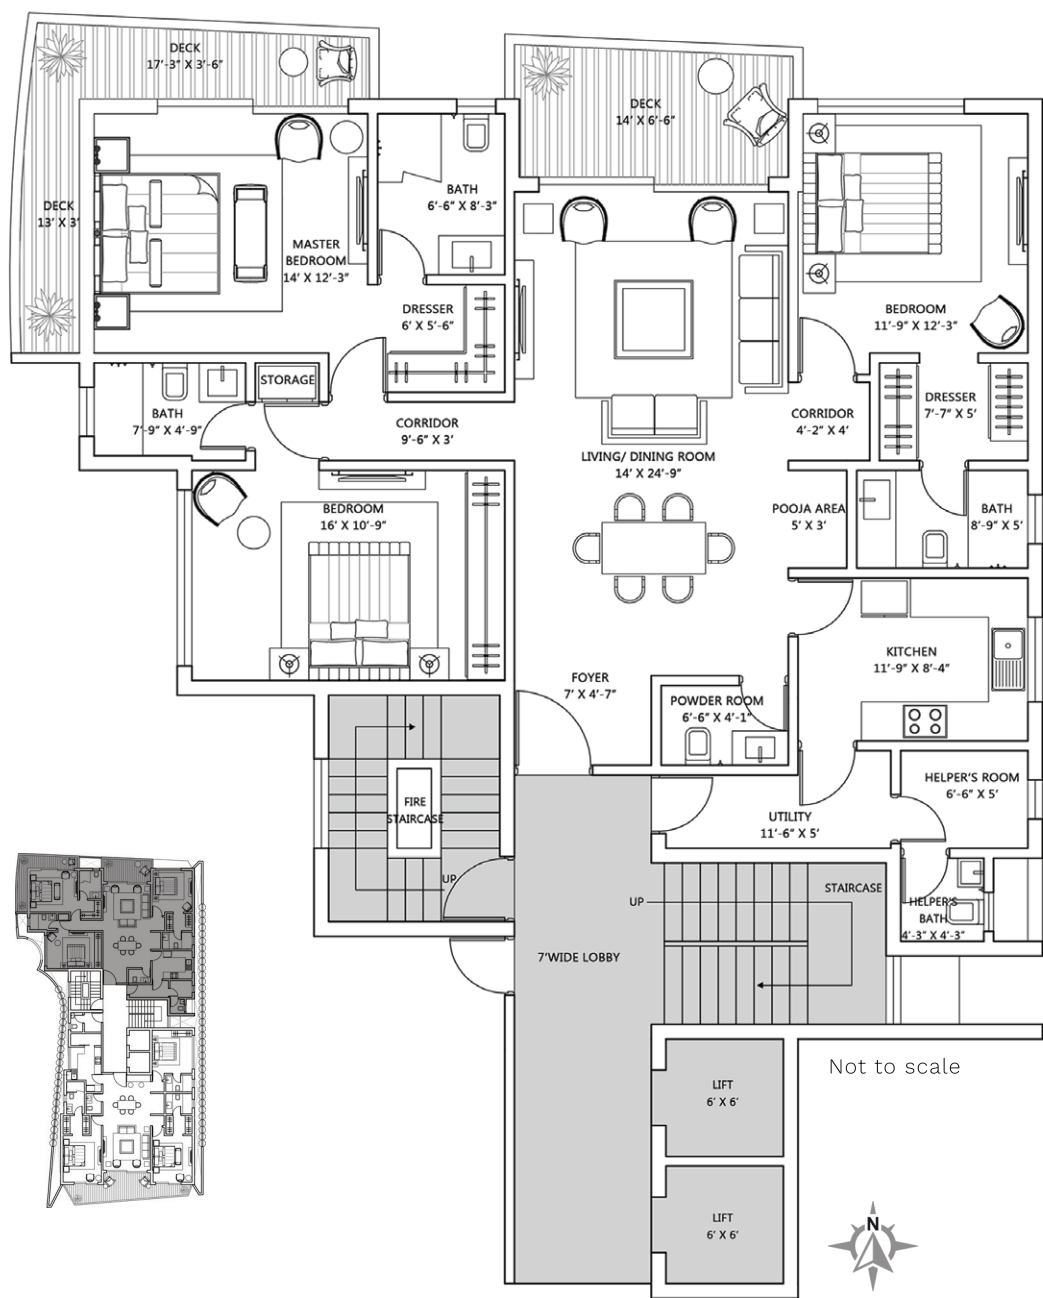 DECK
17'-3" X 3'-6"
DECK
14' X 6'-6"
DECK
13' X 3'
MASTER
BEDROOM
14' X 12'-3"
BATH
6'-6" X 8'-3"
DRESSER
6' X 5'-6"
BEDROOM
11'-9" X 12'-3"
STORAGE
BATH
7'-9" X 4'-9"
CORRIDOR
9'-6" X 3'
LIVING/ DINING ROOM
14' X 24'-9"
CORRIDOR
4'-2" X 4'
DRESSER
7'-7" X 5'
BEDROOM
16' X 10'-9"
POOJA AREA
5' X 3'
BATH
8'-9" X 5'
KITCHEN
11'-9" X 8'-4"
FOYER
7' X 4'-7"
POWDER ROOM
6'-6" X 4'-1"
HELPER'S ROOM
6'-6" X 5'
UTILITY
11'-6" X 5'
FIRE
STAIRCASE
UP
STAIRCASE
UP
HELPER'S
BATH
4'-3" X 4'-3"
7'WIDE LOBBY
Not to scale
LIFT
6' X 6'
LIFT
6' X 6'
N